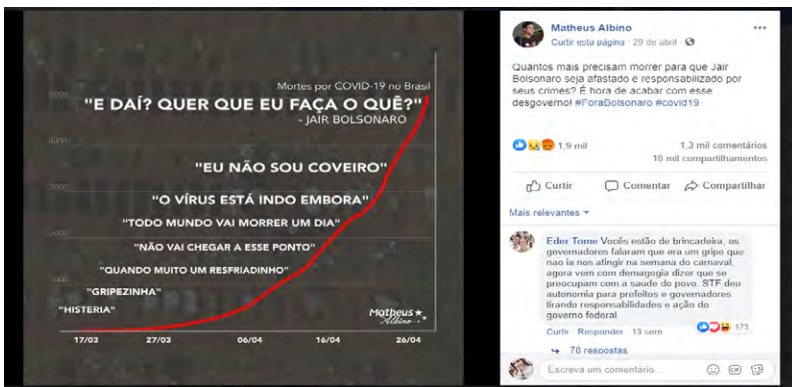 Mortes por COVID-19 no Brasil
5000
"E DAÍ? QUER QUE EU FAÇA O QUÊ?"
- JAIR BOLSONARO
4000
"EU NÃO SOU COVEIRO"
3000
"O VÍRUS ESTÁ INDO EMBORA"
"TODO MUNDO VAI MORRER UM DIA"
2000
"NÃO VAI CHEGAR A ESSE PONTO"
"QUANDO MUITO UM RESFRIADINHO"
1000
"GRIPEZINHA"
"HISTERIA"
Matheus
Albino
17/03 27/03 06/04 16/04 26/04
Matheus Albino
Curtir esta página · 29 de abril ·
Quantos mais precisam morrer para que Jair
Bolsonaro seja afastado e responsabilizado por
seus crimes? É hora de acabar com esse
desgoverno! #ForaBolsonaro #covid19
1,9 mil
1,3 mil comentários
10 mil compartilhamentos
Curtir Comentar Compartilhar
Mais relevantes
Eder Tome Vocês estão de brincadeira, os
governadores falaram que era um gripe que
nao ia nos atingir na semana do carnaval,
agora vem com demagogia dizer que se
preocupam com a saude do povo. STF deu
autonomia para prefeitos e governadores
tirando responsabilidades e ação do
governo federal
173
Curtir · Responder · 13 sem
78 respostas
Escreva um comentário...
GIF